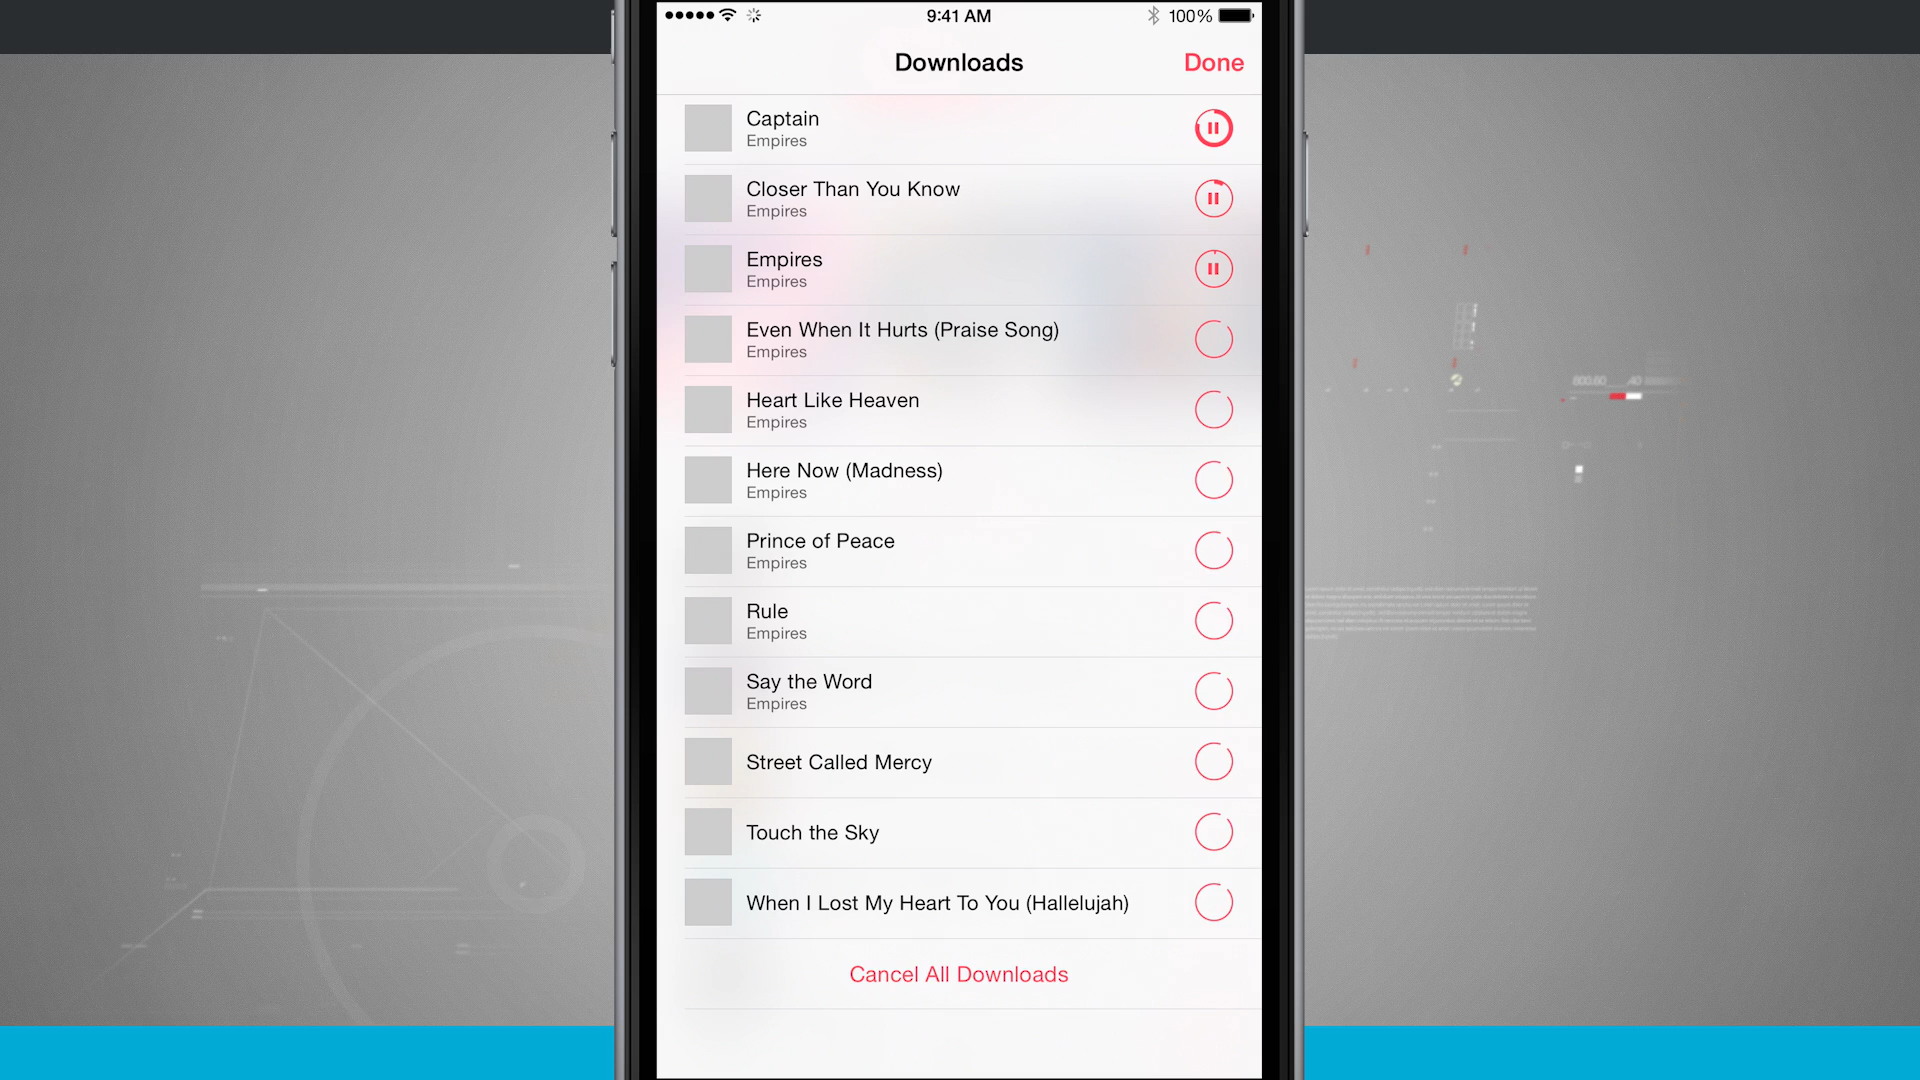 9:41 AM
100%
Downloads
Done
Captain
Empires
Closer Than You Know
Empires
Empires
Empires
Even When It Hurts (Praise Song)
Empires
Heart Like Heaven
Empires
Here Now (Madness)
Empires
Prince of Peace
Empires
Rule
Empires
Say the Word
Empires
Street Called Mercy
Touch the Sky
When I Lost My Heart To You (Hallelujah)
Cancel All Downloads